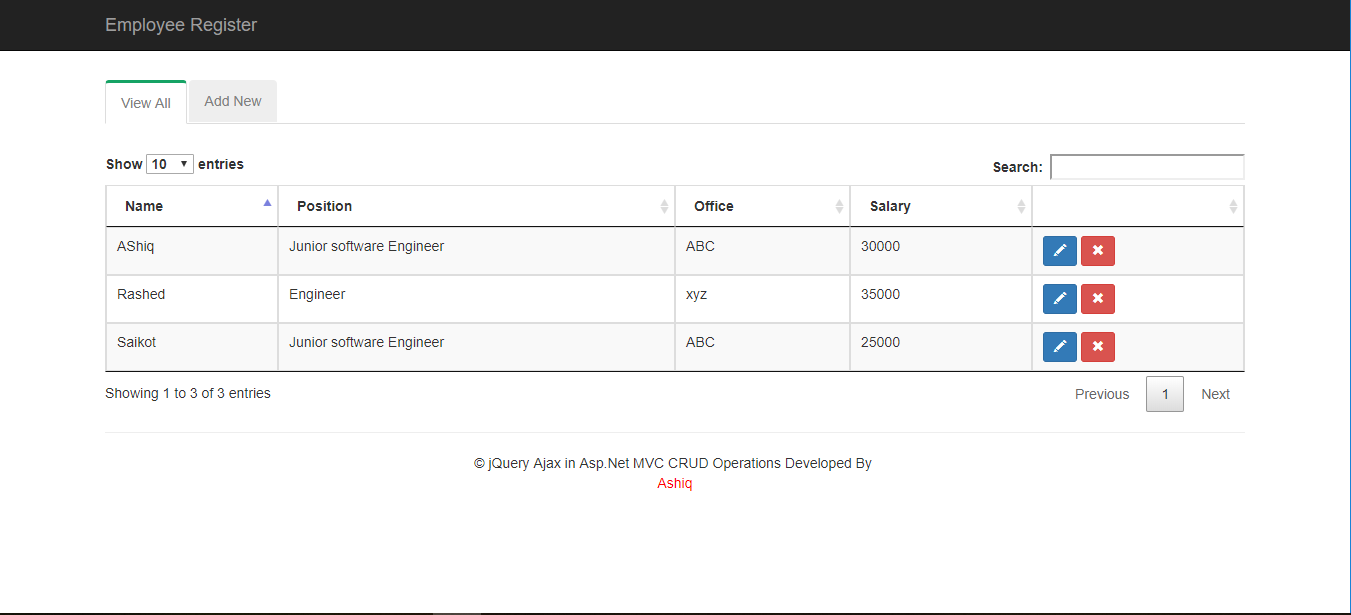 Employee Register
View All Add New
Show 10 entries Search:
Name Position Office Salary
AShiq Junior software Engineer ABC 30000
Rashed Engineer xyz 35000
Saikot Junior software Engineer ABC 25000
Showing 1 to 3 of 3 entries Previous 1 Next
© jQuery Ajax in Asp.Net MVC CRUD Operations Developed By
Ashiq